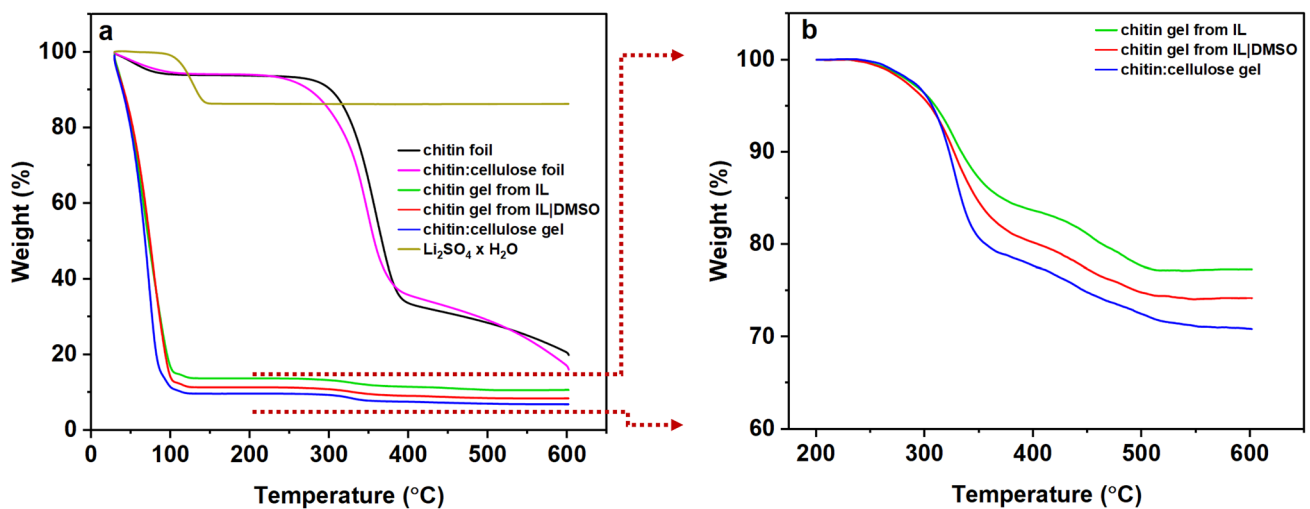 a
100
80
60
40
20
0
Weight (%)
0 100 200 300 400 500 600
Temperature (°C)
chitin foil
chitin:cellulose foil
chitin gel from IL
chitin gel from IL|DMSO
chitin:cellulose gel
Li₂SO₄ x H₂O
b
100
90
80
70
60
Weight (%)
200 300 400 500 600
Temperature (°C)
chitin gel from IL
chitin gel from IL|DMSO
chitin:cellulose gel